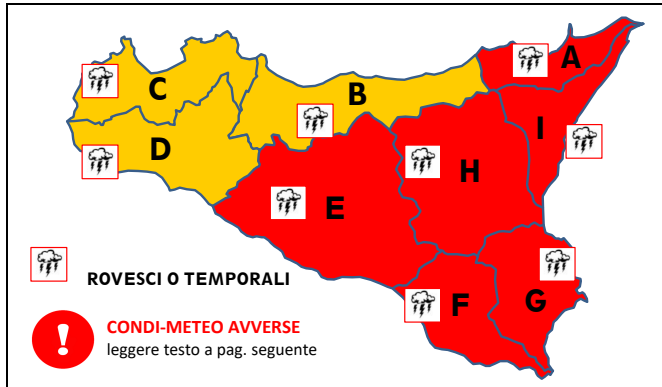 A
C
B
I
D
H
E
ROVESCI O TEMPORALI
F
G
!
CONDI-METEO AVVERSE
leggere testo a pag. seguente